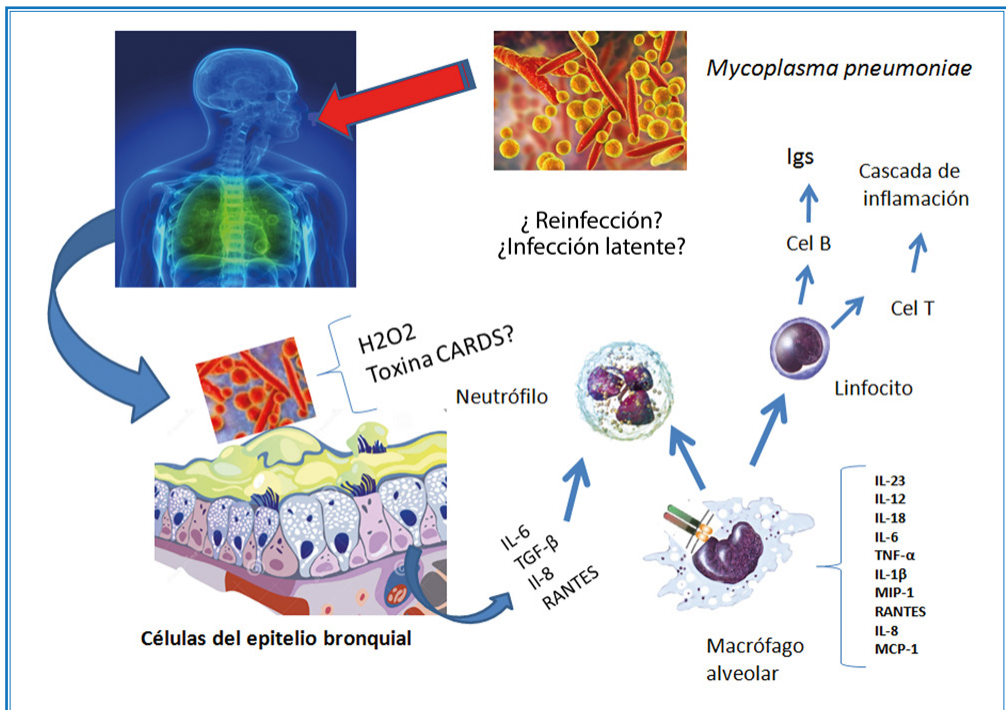 Mycoplasma pneumoniae
Igs
Cascada de
inflamación
¿ Reinfección?
¿Infección latente?
Cel B
Cel T
H2O2
Toxina CARDS?
Neutrófilo
Linfocito
IL-6
TGF-β
Il-8
RANTES
IL-23
IL-12
IL-18
IL-6
TNF-α
IL-1β
MIP-1
RANTES
IL-8
MCP-1
Células del epitelio bronquial
Macrófago
alveolar